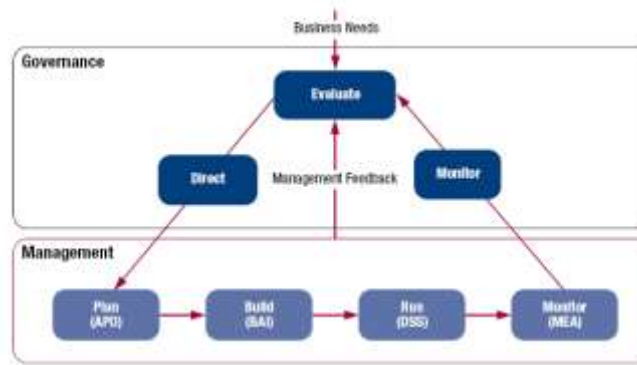 Business Needs
Governance
Evaluate
Direct
Management Feedback
Monitor
Management
Plan
(APO)
Build
(BAI)
Run
(DSS)
Monitor
(MEA)